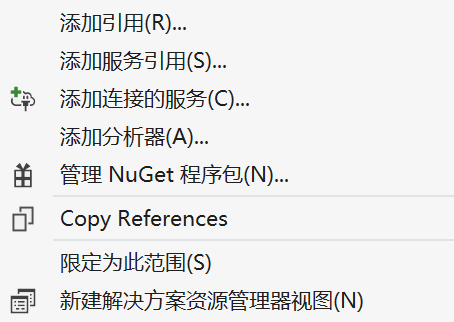 添加引用(R)...
添加服务引用(S)...
添加连接的服务(C)...
添加分析器(A)...
管理 NuGet 程序包(N)...
Copy References
限定为此范围(S)
新建解决方案资源管理器视图(N)